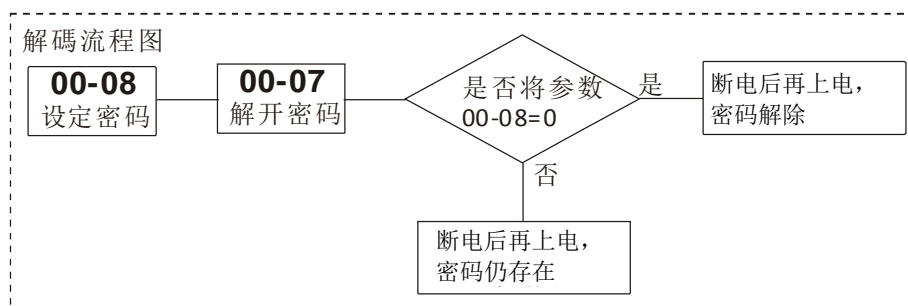 解碼流程图
00-08
设定密码
00-07
解开密码
是否将参数
00-08=0
是
断电后再上电，
密码解除
否
断电后再上电，
密码仍存在